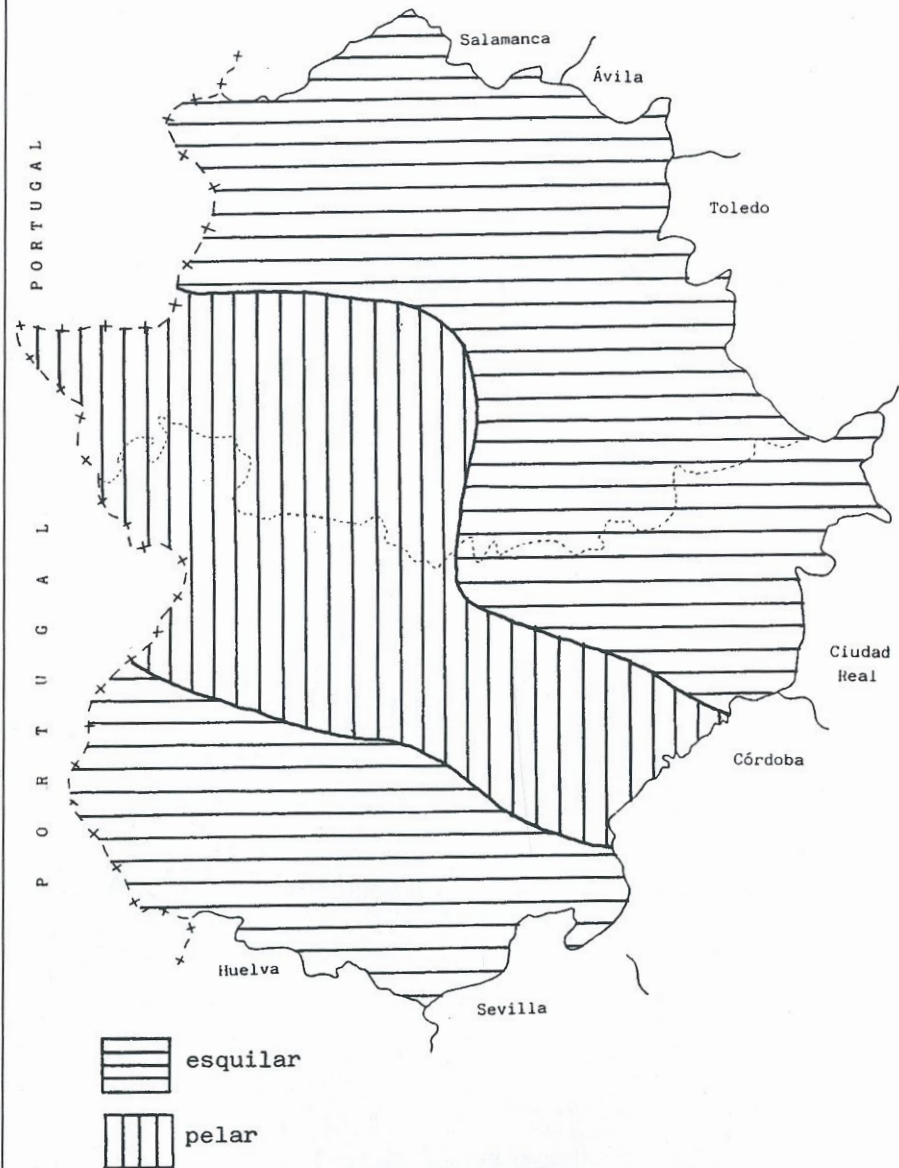 Salamanca
Ávila
PORTUGAL
Toledo
PORTUGAL
Ciudad
Real
Córdoba
Huelva
Sevilla
esquilar
pelar